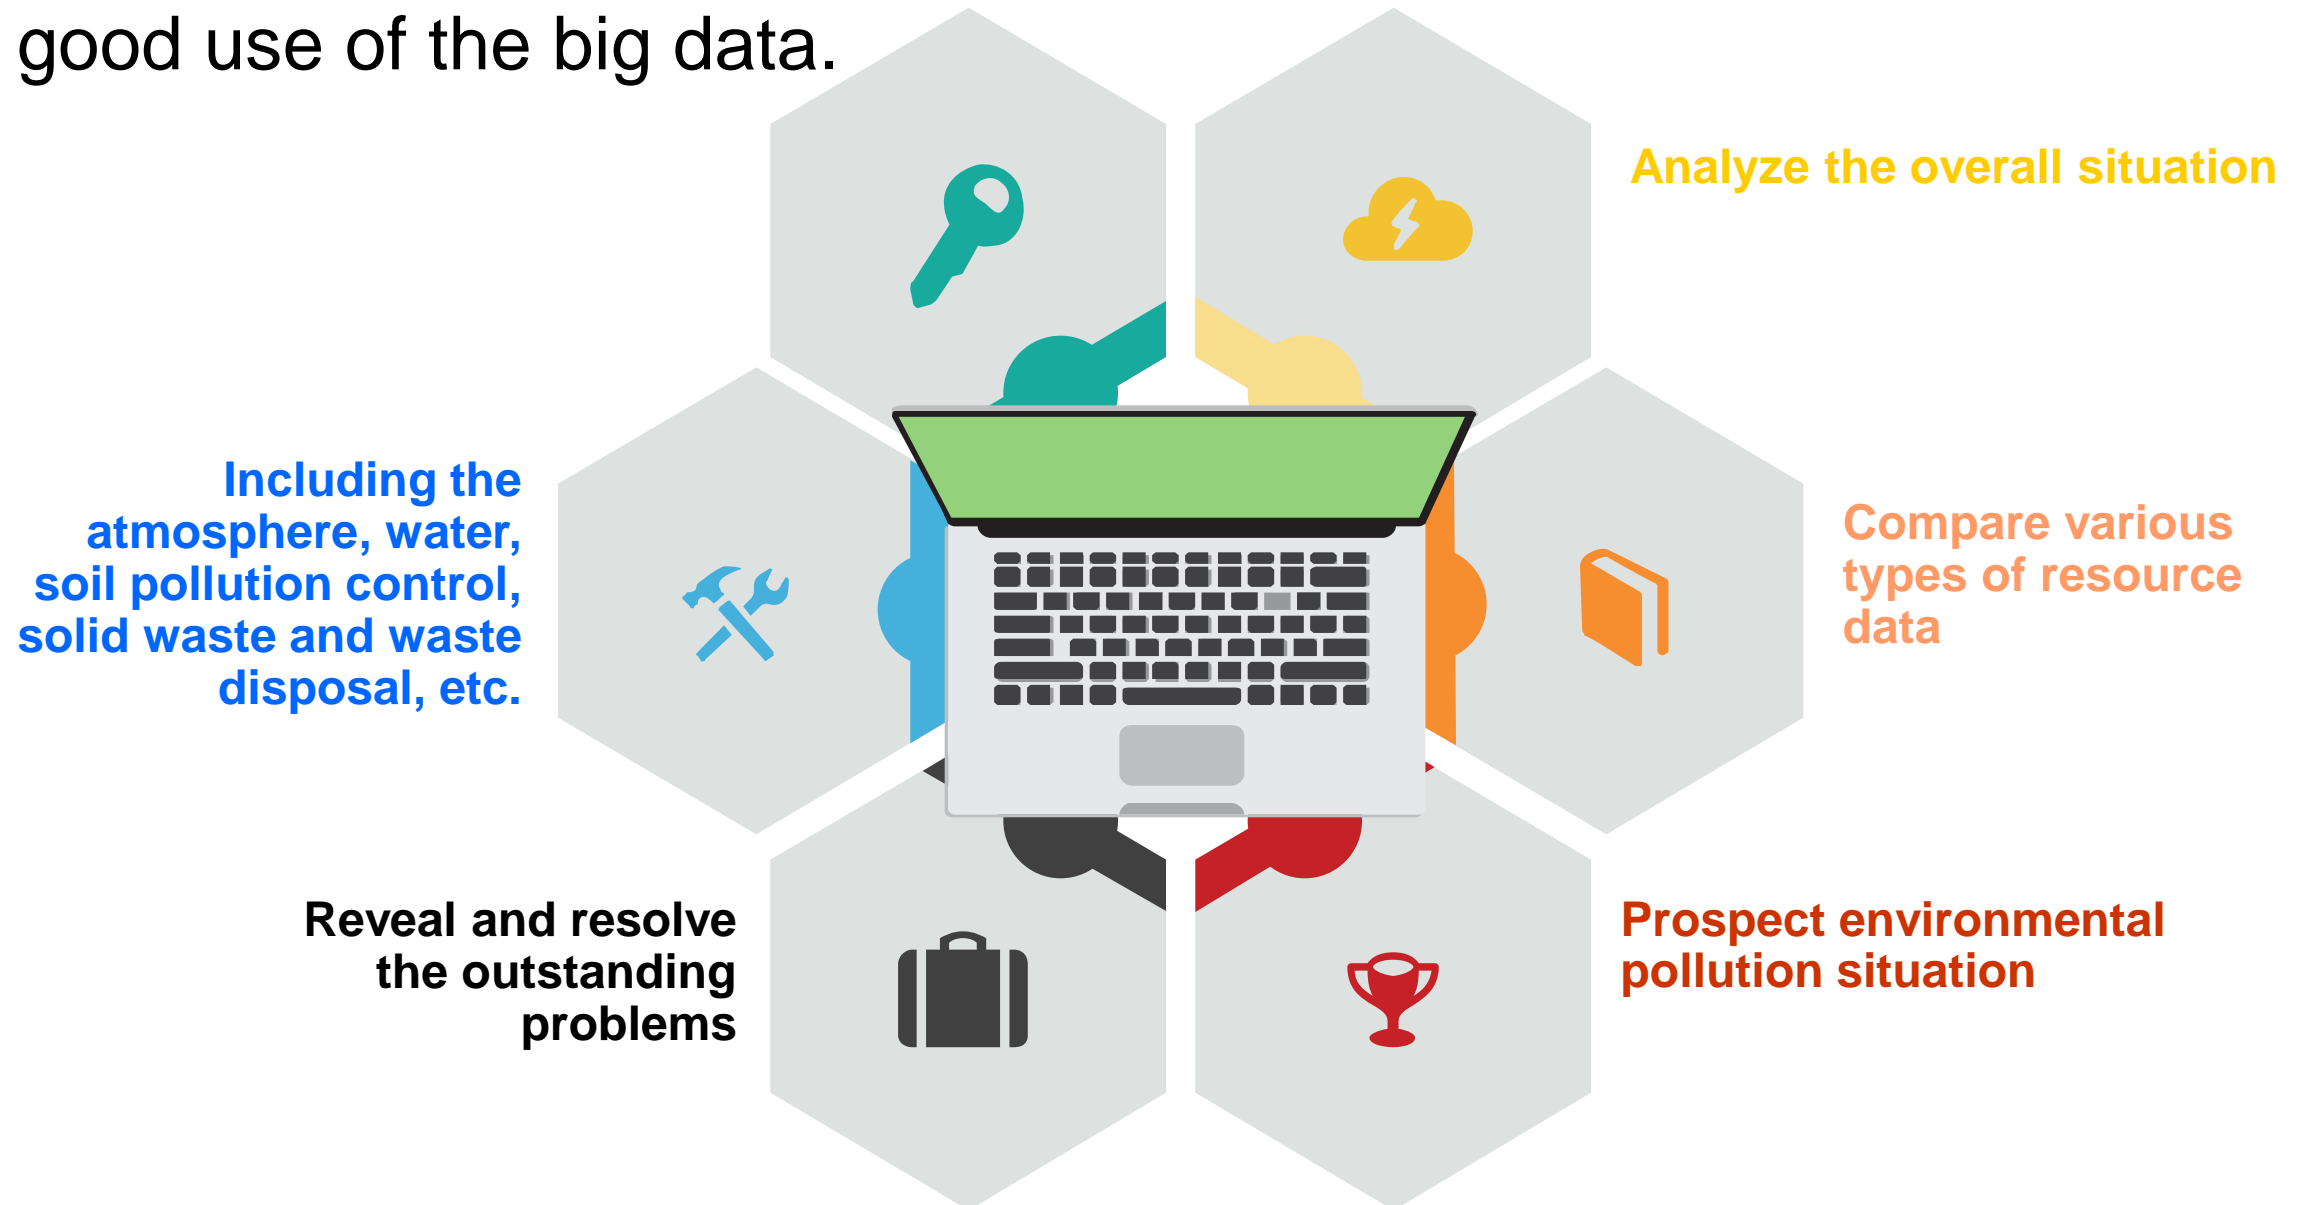 good use of the big data.
Analyze the overall situation
Including the
atmosphere, water,
soil pollution control,
solid waste and waste
disposal, etc.
Compare various
types of resource
data
Reveal and resolve
the outstanding
problems
Prospect environmental
pollution situation